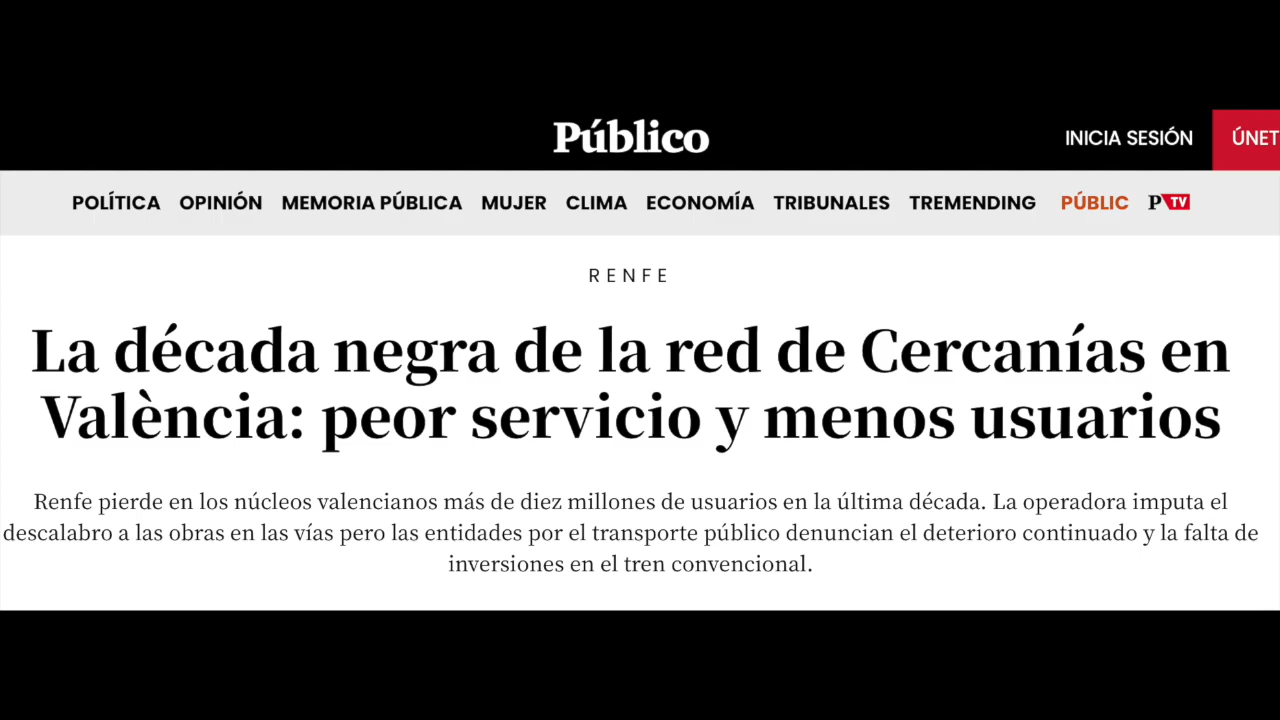 Público
INICIA SESIÓN
ÚNET
POLÍTICA OPINIÓN MEMORIA PÚBLICA MUJER CLIMA ECONOMÍA TRIBUNALES TREMENDING PÚBLIC P TV
RENFE
La década negra de la red de Cercanías en
València: peor servicio y menos usuarios
Renfe pierde en los núcleos valencianos más de diez millones de usuarios en la última década. La operadora imputa el
descalabro a las obras en las vías pero las entidades por el transporte público denuncian el deterioro continuado y la falta de
inversiones en el tren convencional.